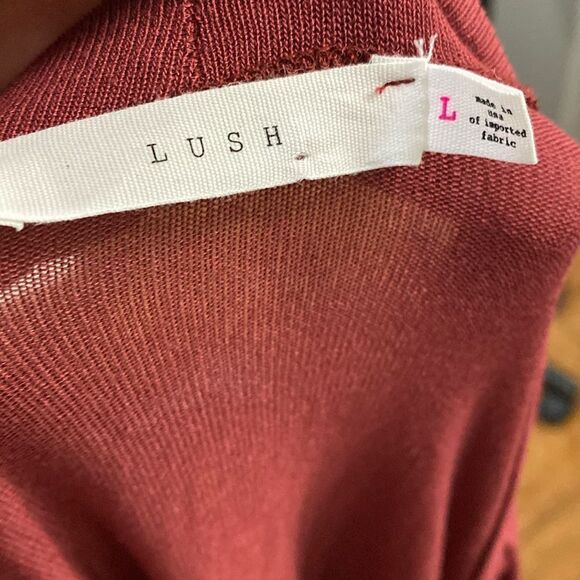 LUSH
L
made in
usa
of imported
fabric